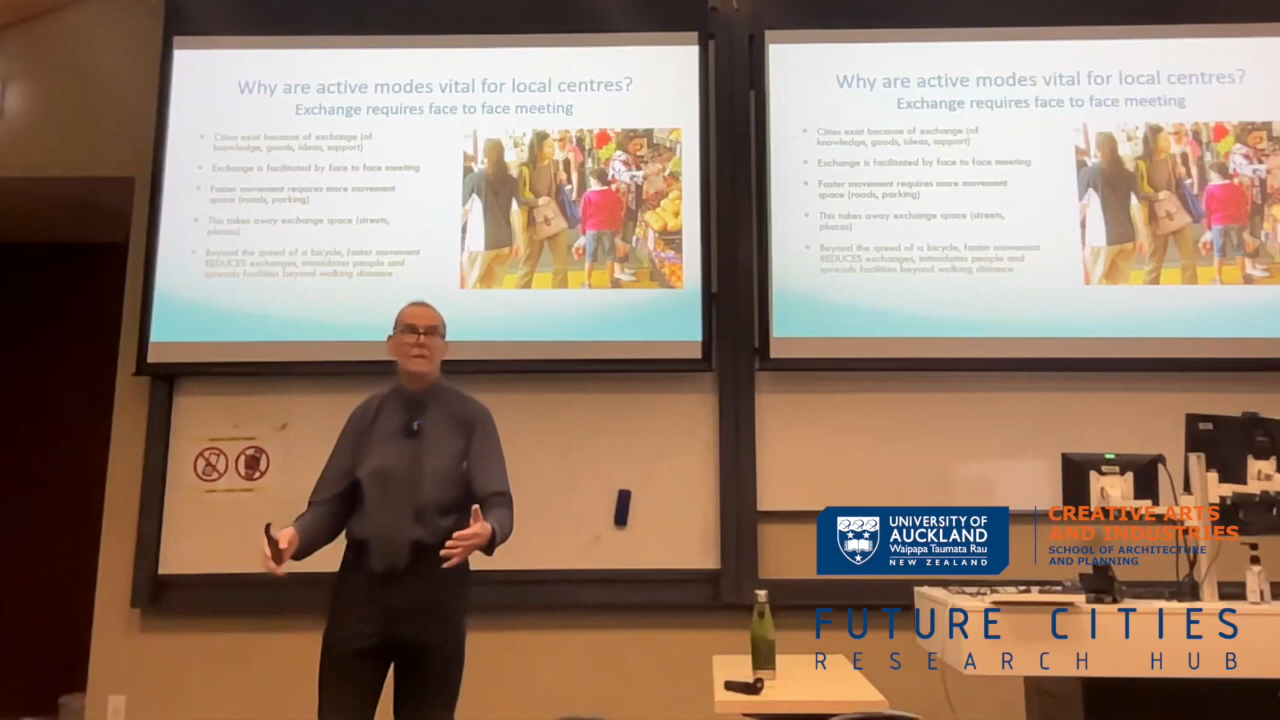 Why are active modes vital for local centres?
Exchange requires face to face meeting
Cities exist because of exchange (of
knowledge, goods, ideas, support)
Exchange is facilitated by face to face meeting
Faster movement requires more movement
space (roads, parking)
This takes away exchange space (streets,
plazas)
Beyond the speed of a bicycle, faster movement
REDUCES exchanges, intimidates people and
spreads facilities beyond walking distance
Why are active modes vital for local centres?
Exchange requires face to face meeting
Cities exist because of exchange (of
knowledge, goods, ideas, support)
Exchange is facilitated by face to face meeting
Faster movement requires more movement
space (roads, parking)
This takes away exchange space (streets,
plazas)
Beyond the speed of a bicycle, faster movement
REDUCES exchanges, intimidates people and
spreads facilities beyond walking distance
UNIVERSITY OF
AUCKLAND
Waipapa Taumata Rau
NEW ZEALAND
CREATIVE ARTS
AND INDUSTRIES
SCHOOL OF ARCHITECTURE
AND PLANNING
FUTURE CITIES
RESEARCH HUB